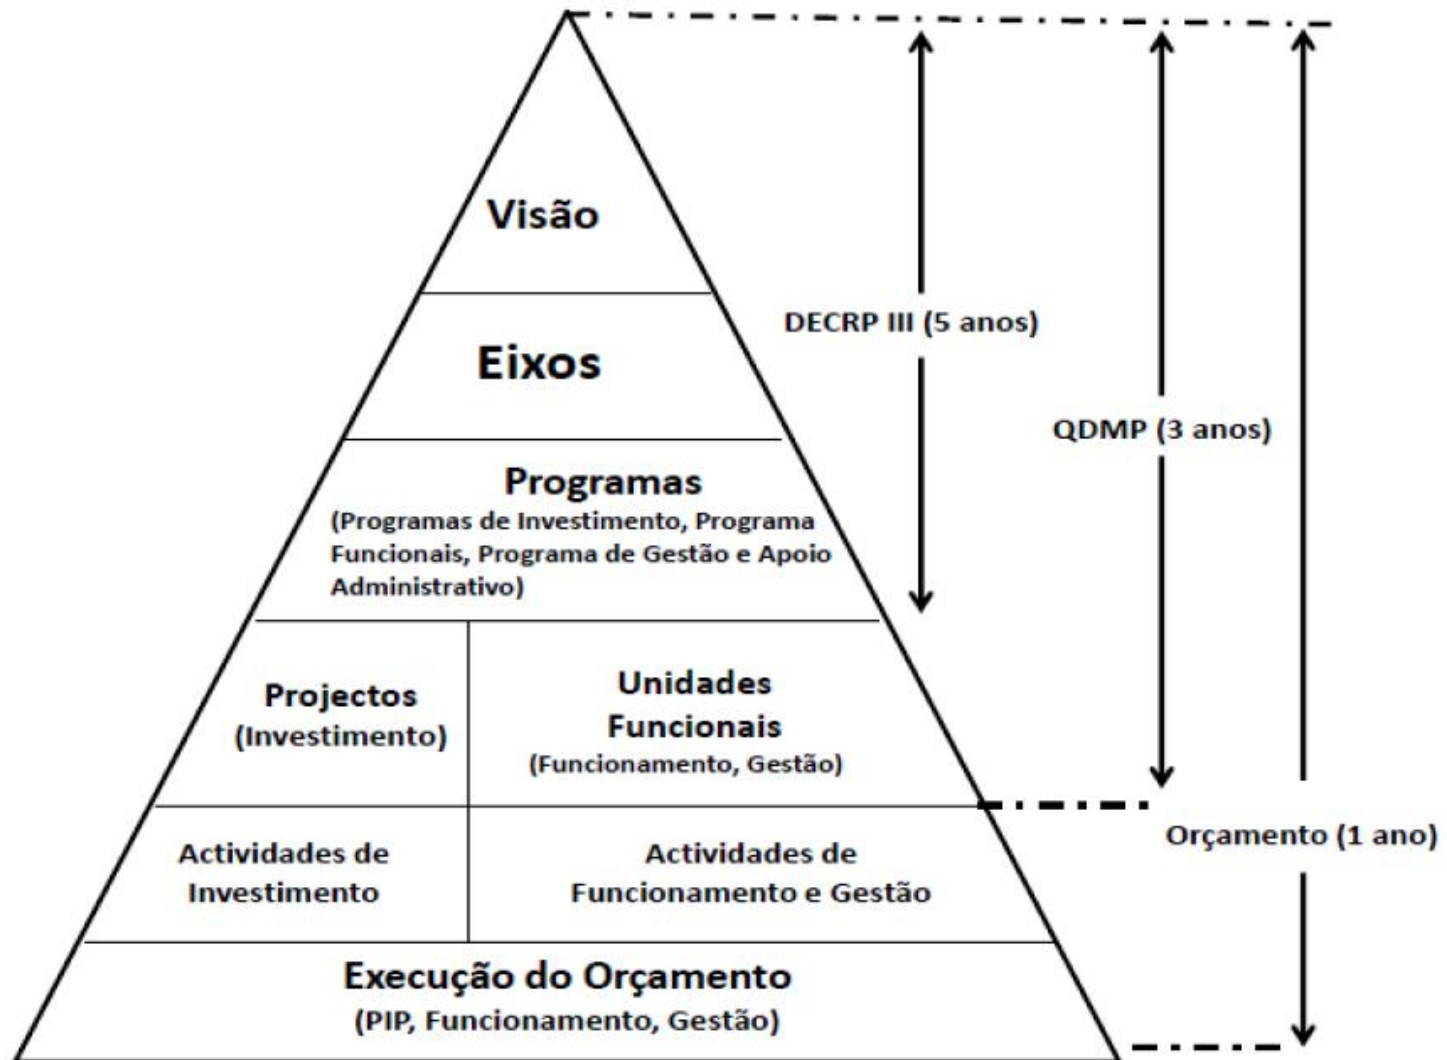 Visão
DECRP III (5 anos)
Eixos
QDMP (3 anos)
Programas
(Programas de Investimento, Programa
Funcionais, Programa de Gestão e Apoio
Administrativo)
Projectos
(Investimento)
Unidades
Funcionais
(Funcionamento, Gestão)
Orçamento (1 ano)
Actividades de
Investimento
Actividades de
Funcionamento e Gestão
Execução do Orçamento
(PIP, Funcionamento, Gestão)